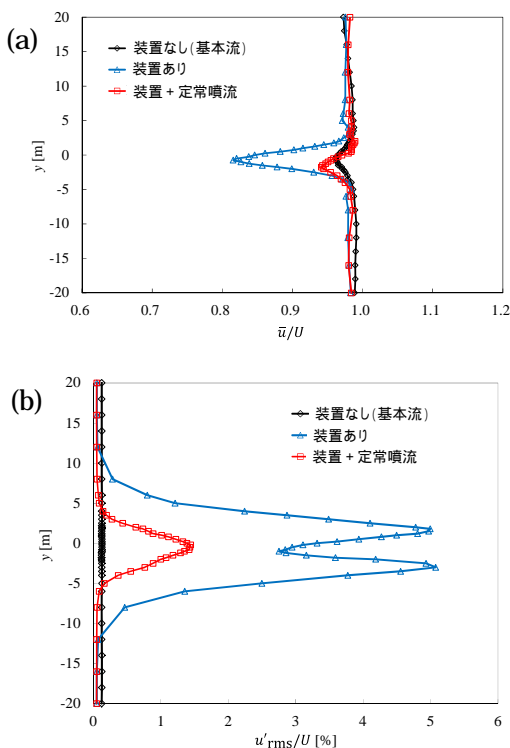 (a)
20
15
10
5
0
-5
-10
-15
-20
y [m]
装置なし(基本流)
装置あり
装置+定常噴流
0.6 0.7 0.8 0.9 1.0 1.1 1.2
u̅/U
(b)
20
15
10
5
0
-5
-10
-15
-20
y [m]
装置なし(基本流)
装置あり
装置+定常噴流
0 1 2 3 4 5 6
u'rms/U [%]